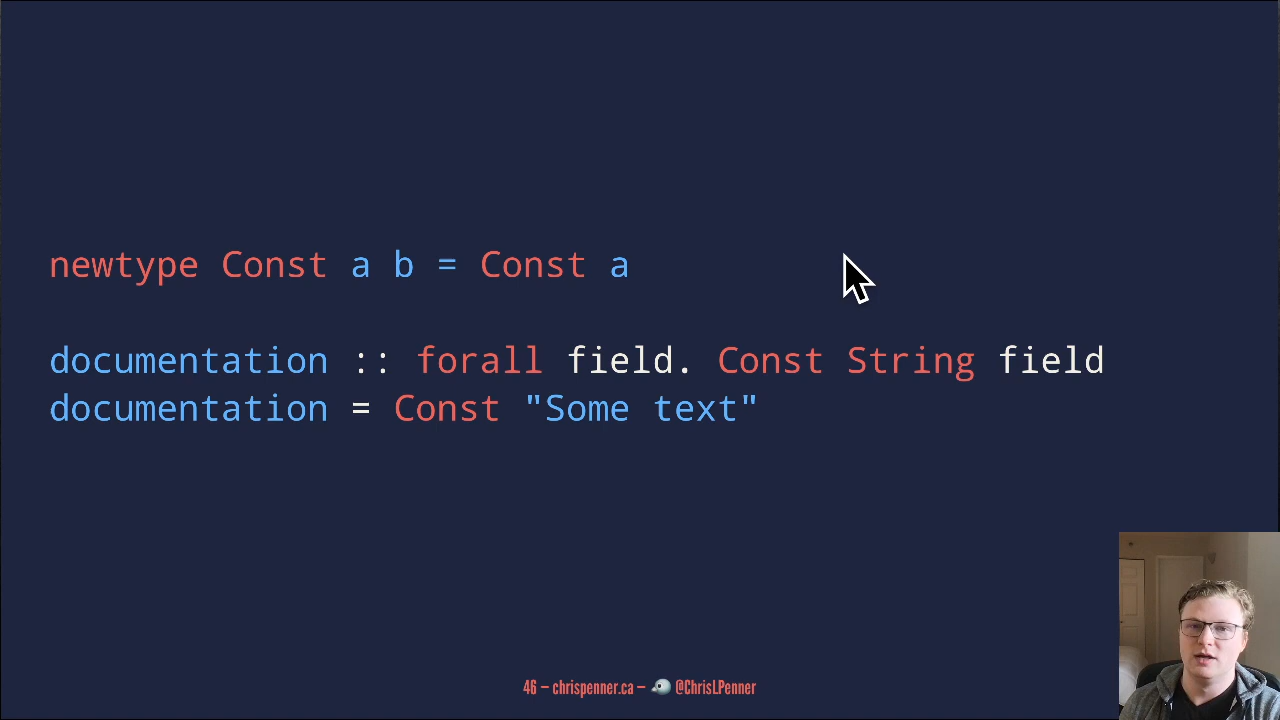 newtype Const a b = Const a
documentation :: forall field. Const String field
documentation = Const "Some text"
46 – chrispenner.ca – @ChrisLPenner